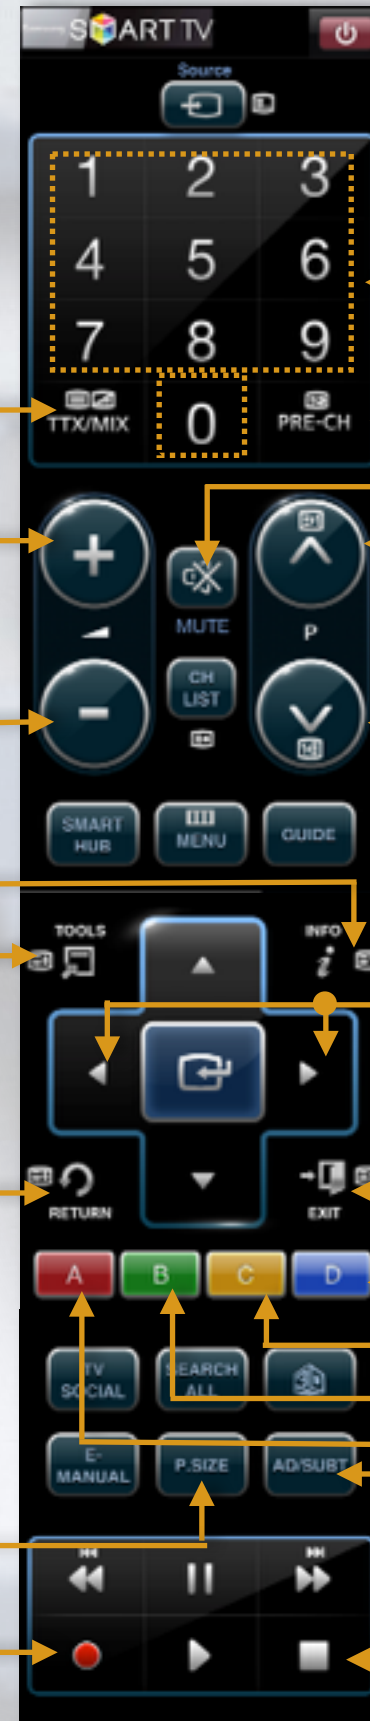 SMART TV
Source
1 2 3
4 5 6
7 8 9
TTX/MIX 0 PRE-CH
MUTE
P
CH
LIST
SMART
HUB
MENU
GUIDE
TOOLS
INFO
i
RETURN
EXIT
A B C D
TV
SOCIAL
SEARCH
ALL
3D
E-
MANUAL
P.SIZE
AD/SUBT